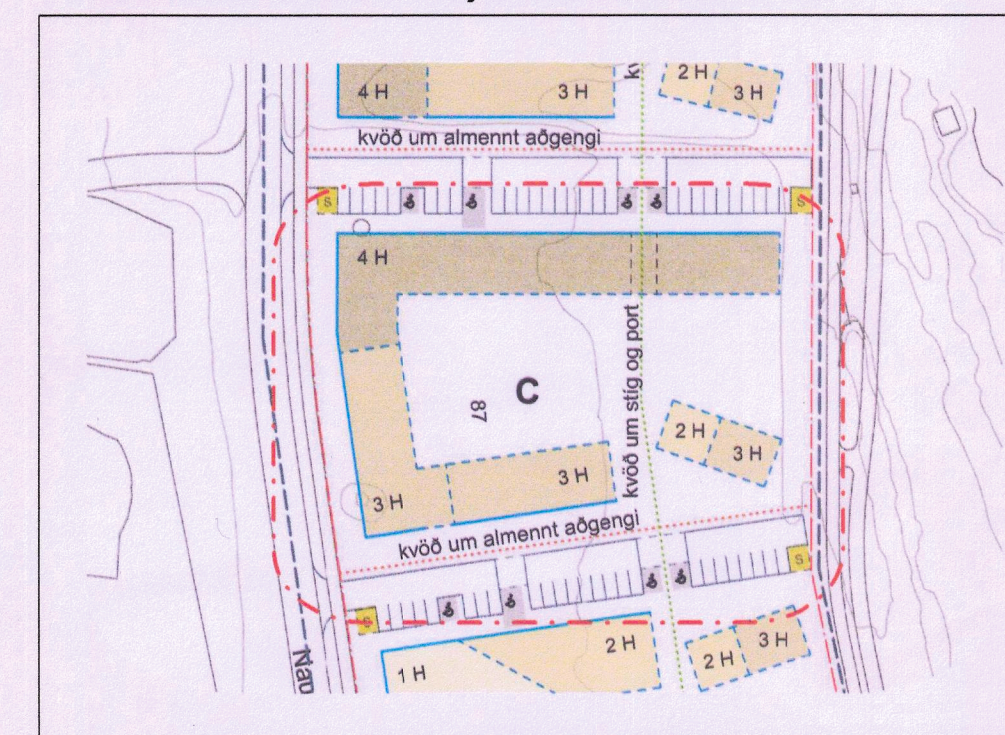 4 H
3 H
2 H
3 H
kvöð um almennt aðgengi
S
S
4 H
kvöð um stíg og port
C
87
2 H
3 H
3 H
3 H
kvöð um almennt aðgengi
S
S
1 H
2 H
2 H
3 H